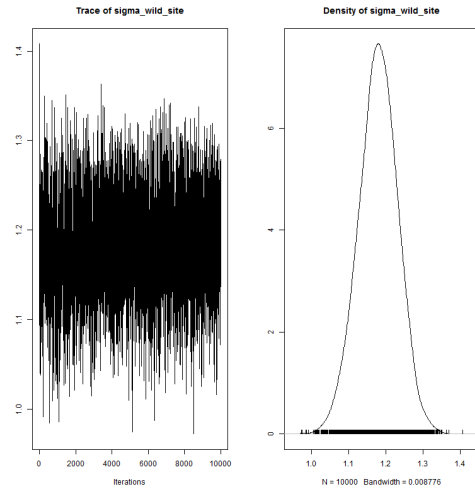 Trace of sigma_wild_site
1.0 1.1 1.2 1.3 1.4
0 2000 4000 6000 8000 10000
Iterations
Density of sigma_wild_site
0 2 4 6
1.0 1.1 1.2 1.3 1.4
N = 10000 Bandwidth = 0.008776